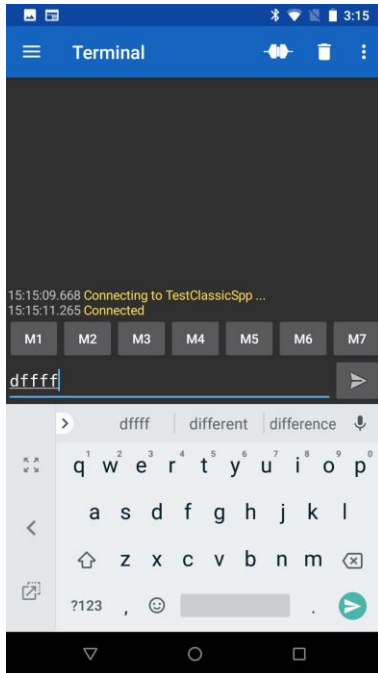 3:15
Terminal
15:15:09.668 Connecting to TestClassicSpp ...
15:15:11.265 Connected
M1 M2 M3 M4 M5 M6 M7
dffff
dffff different difference
1 2 3 4 5 6 7 8 9 0
q w e r t y u i o p
a s d f g h j k l
z x c v b n m
?123 , .